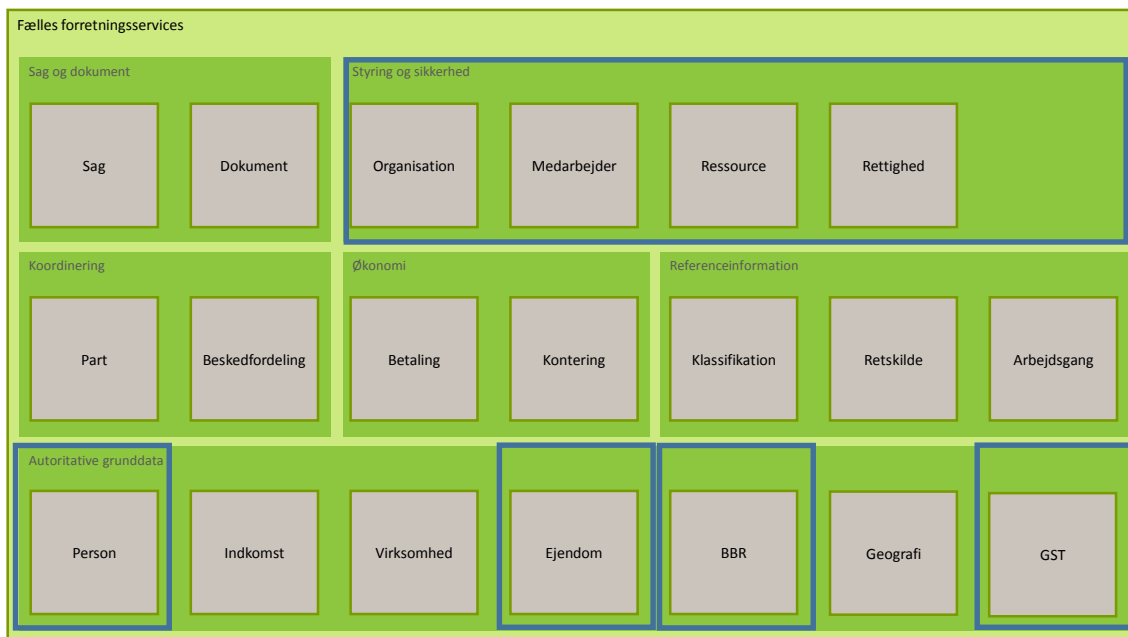 Fælles forretningsservices
Sag og dokument
Styring og sikkerhed
Sag
Dokument
Organisation
Medarbejder
Ressource
Rettighed
Koordinering
Økonomi
Referenceinformation
Part
Beskedfordeling
Betaling
Kontering
Klassifikation
Retskilde
Arbejdsgang
Autoritative grunddata
Person
Indkomst
Virksomhed
Ejendom
BBR
Geografi
GST